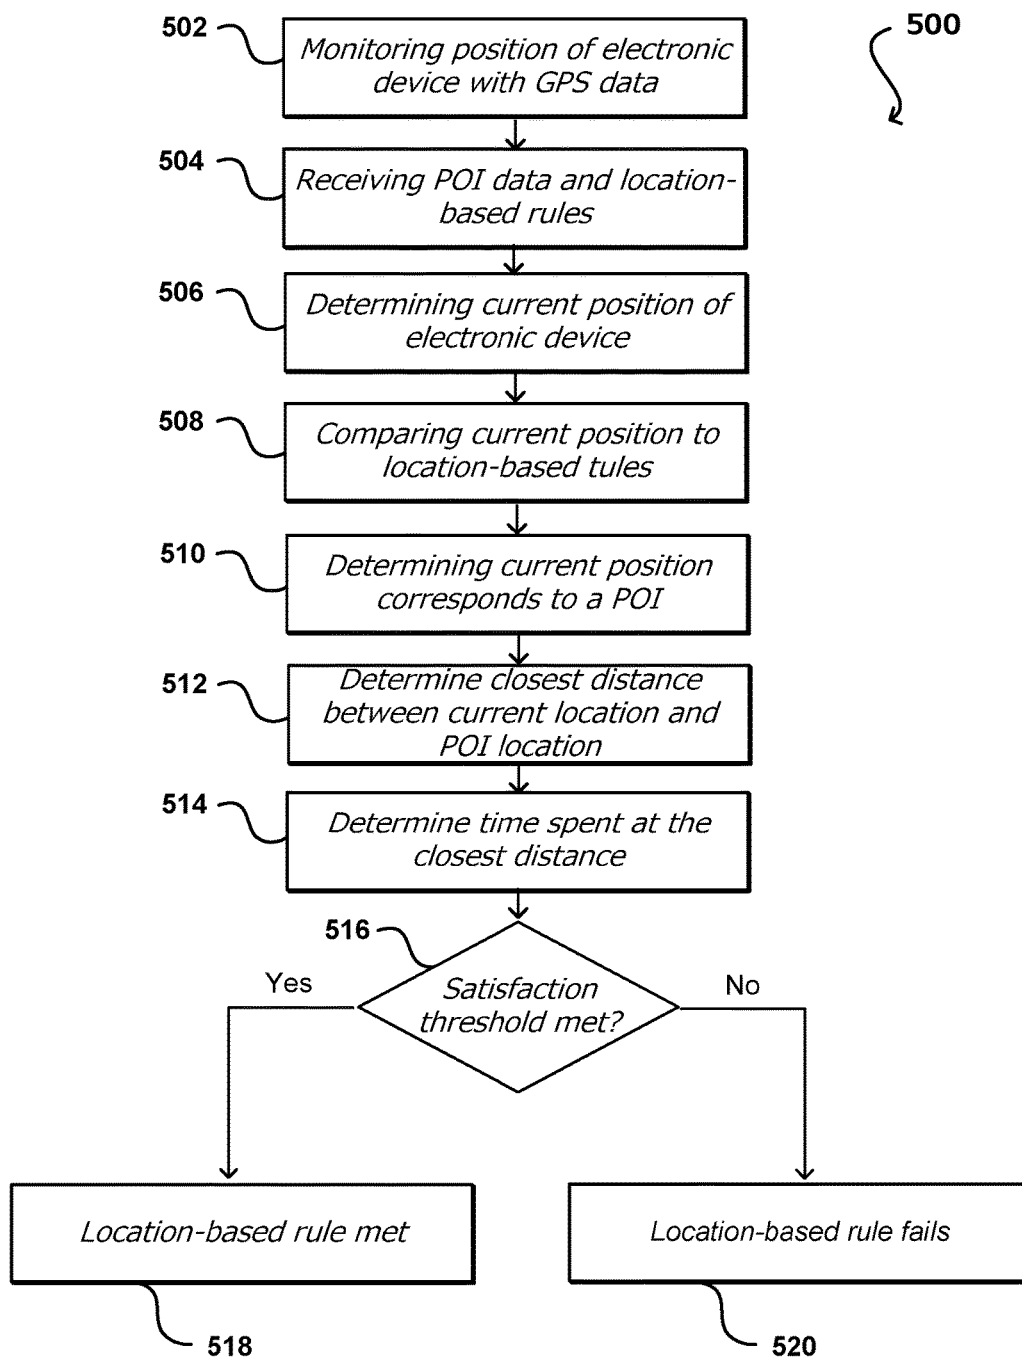 500
502
Monitoring position of electronic
device with GPS data
504
Receiving POI data and location-
based rules
506
Determining current position of
electronic device
508
Comparing current position to
location-based tules
510
Determining current position
corresponds to a POI
512
Determine closest distance
between current location and
POI location
514
Determine time spent at the
closest distance
516
Satisfaction
threshold met?
Yes
No
Location-based rule met
Location-based rule fails
518
520